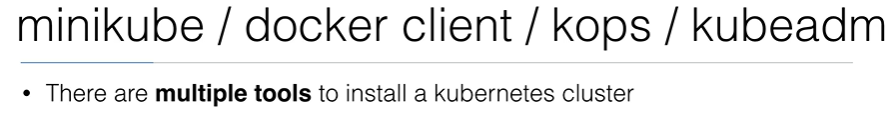 minikube / docker client / kops / kubeadm
• There are multiple tools to install a kubernetes cluster